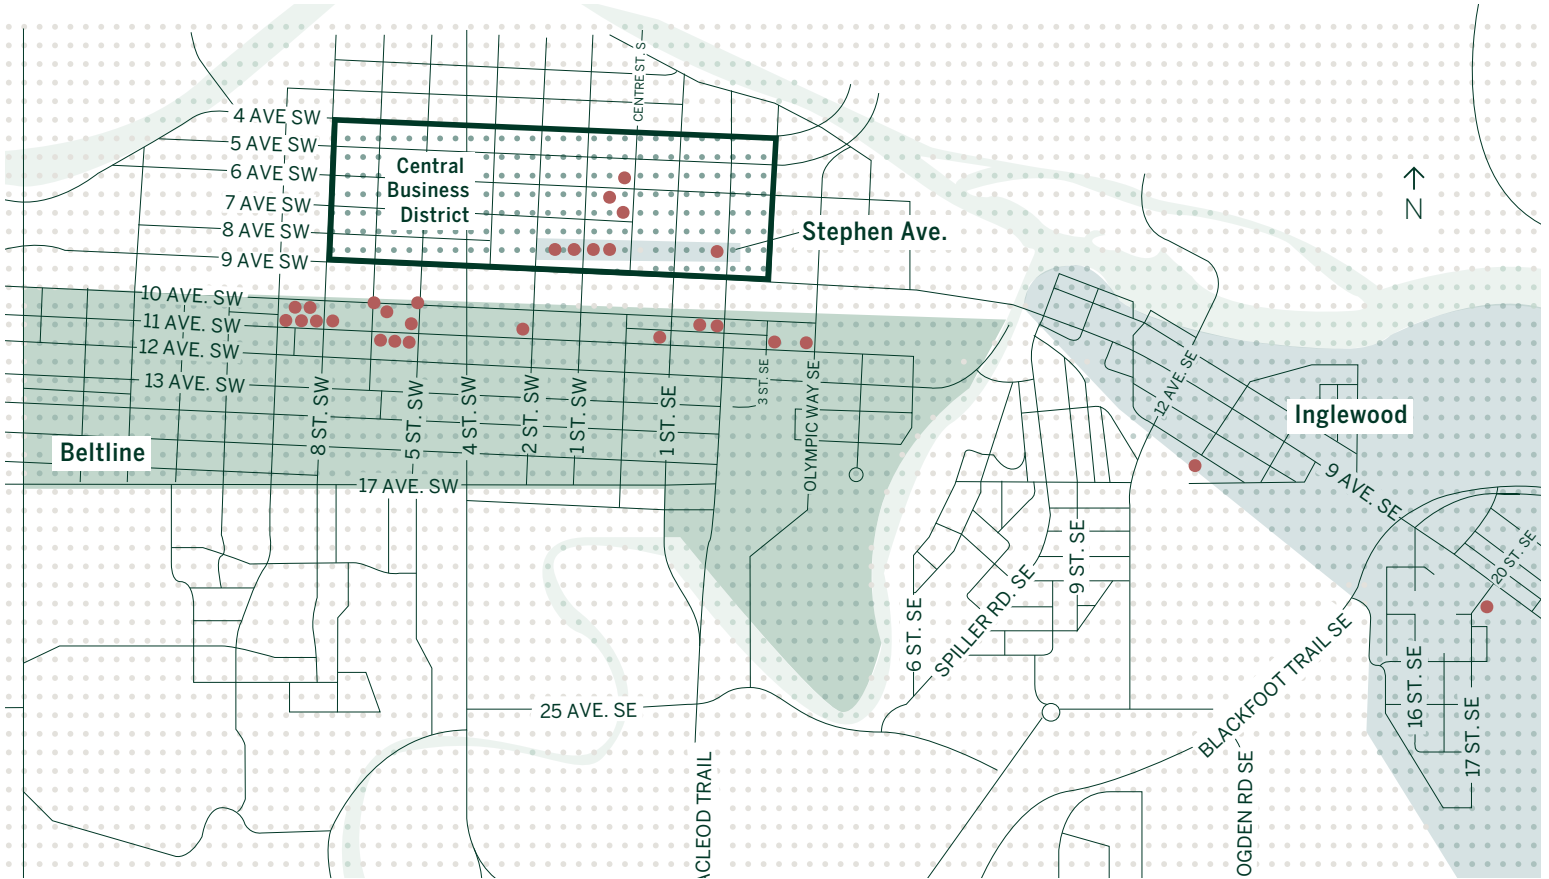 CENTRE ST. S
4 AVE SW
5 AVE SW
6 AVE SW
7 AVE SW
8 AVE SW
9 AVE SW
Central
Business
District
Stephen Ave.
N
10 AVE. SW
11 AVE. SW
12 AVE. SW
13 AVE. SW
8 ST. SW
5 ST. SW
4 ST. SW
2 ST. SW
1 ST. SW
1 ST. SE
3 ST. SE
OLYMPIC WAY SE
12 AVE. SE
Inglewood
Beltline
17 AVE. SW
9 AVE. SE
20 ST. SE
9 ST. SE
6 ST. SE
SPILLER RD. SE
BLACKFOOT TRAIL SE
16 ST. SE
17 ST. SE
25 AVE. SE
ACLEOD TRAIL
OGDEN RD SE